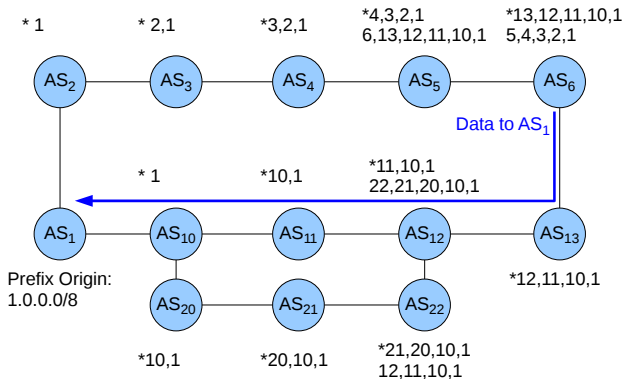 * 1
* 2,1
*3,2,1
*4,3,2,1
6,13,12,11,10,1
*13,12,11,10,1
5,4,3,2,1
AS2
AS3
AS4
AS5
AS6
Data to AS1
* 1
*10,1
*11,10,1
22,21,20,10,1
AS1
AS10
AS11
AS12
AS13
Prefix Origin:
1.0.0.0/8
*12,11,10,1
AS20
AS21
AS22
*10,1
*20,10,1
*21,20,10,1
12,11,10,1